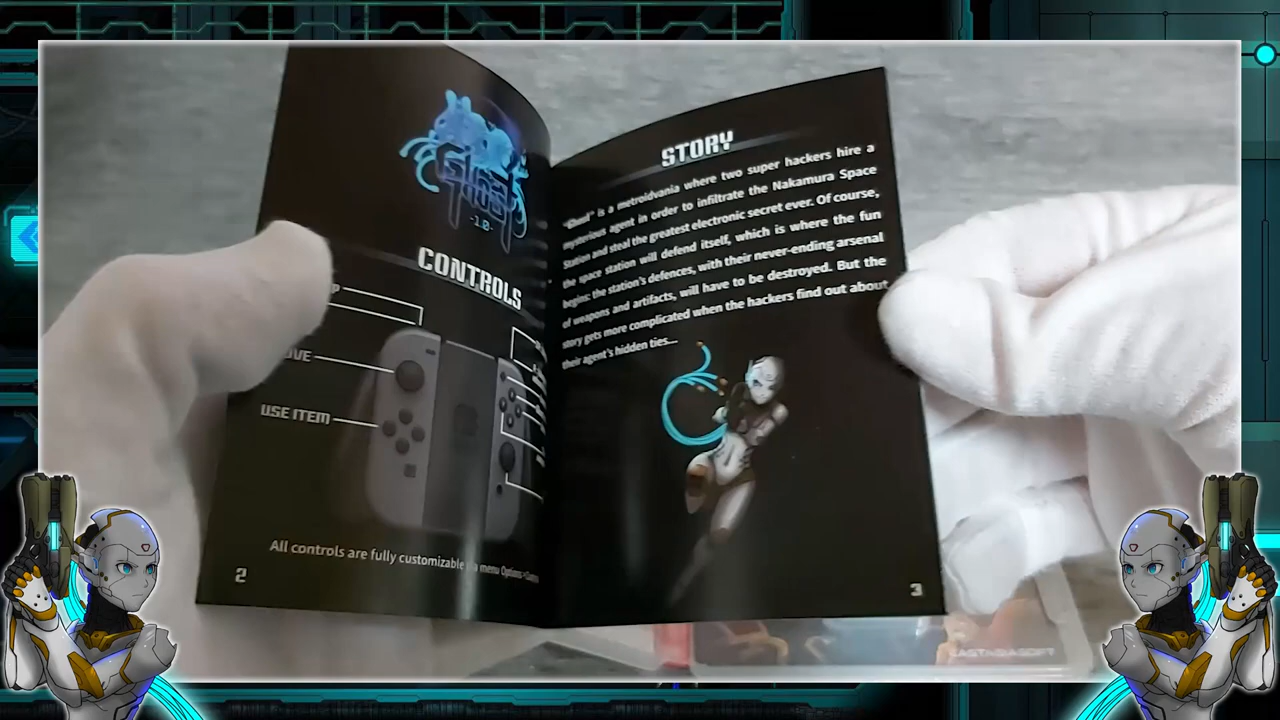 Ghost
-1.0-
CONTROLS
USE ITEM
All controls are fully customizable
menu Options
2
STORY
is a metroidvania where two super hackers hire a
mysterious agent in order to infiltrate the Nakamura Space
Station and steal the greatest electronic secret ever. Of course,
the space station will defend itself, which is where the fun
begins: the station's defences, with their never-ending arsenal
of weapons and artifacts, will have to be destroyed. But the
story gets more complicated when the hackers find out about
their agent's hidden ties...
3
EASTASIASOFT